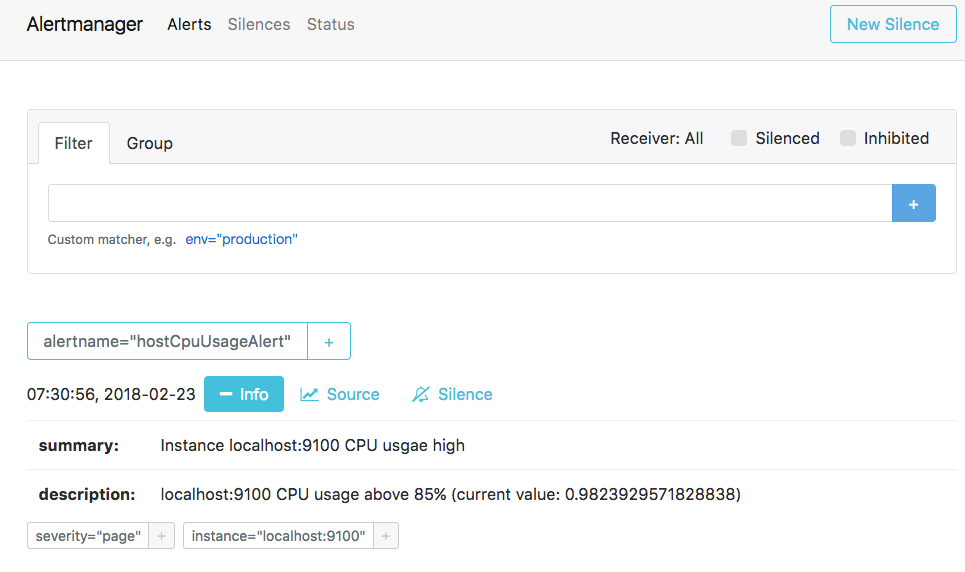 Alertmanager Alerts Silences Status New Silence
Filter Group Receiver: All Silenced Inhibited
+
Custom matcher, e.g. env="production"
alertname="hostCpuUsageAlert" +
07:30:56, 2018-02-23 Info Source Silence
summary: Instance localhost:9100 CPU usgae high
description: localhost:9100 CPU usage above 85% (current value: 0.9823929571828838)
severity="page" + instance="localhost:9100" +